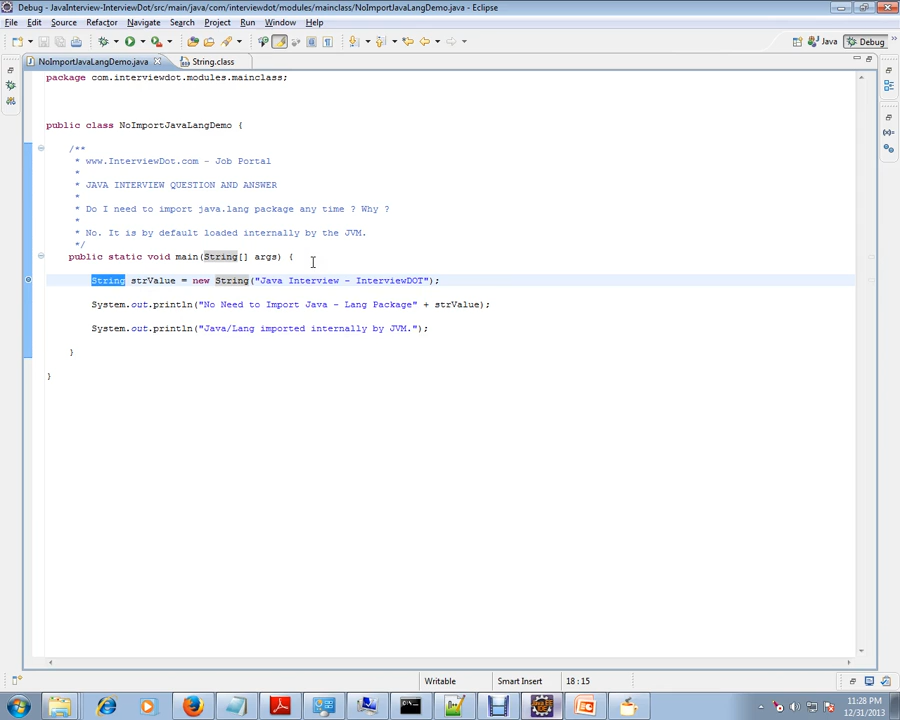 Debug - JavaInterview-InterviewDot/src/main/java/com/interviewdot/modules/mainclass/NoImportJavaLangDemo.java - Eclipse
File Edit Source Refactor Navigate Search Project Run Window Help
Java Debug
NoImportJavaLangDemo.java String.class
package com.interviewdot.modules.mainclass;
public class NoImportJavaLangDemo {
/**
* www.InterviewDot.com - Job Portal
*
* JAVA INTERVIEW QUESTION AND ANSWER
*
* Do I need to import java.lang package any time ? Why ?
*
* No. It is by default loaded internally by the JVM.
*/
public static void main(String[] args) {
String strValue = new String("Java Interview - InterviewDOT");
System.out.println("No Need to Import Java - Lang Package" + strValue);
System.out.println("Java/Lang imported internally by JVM.");
}
}
Writable Smart Insert 18 : 15
11:28 PM
12/31/2013